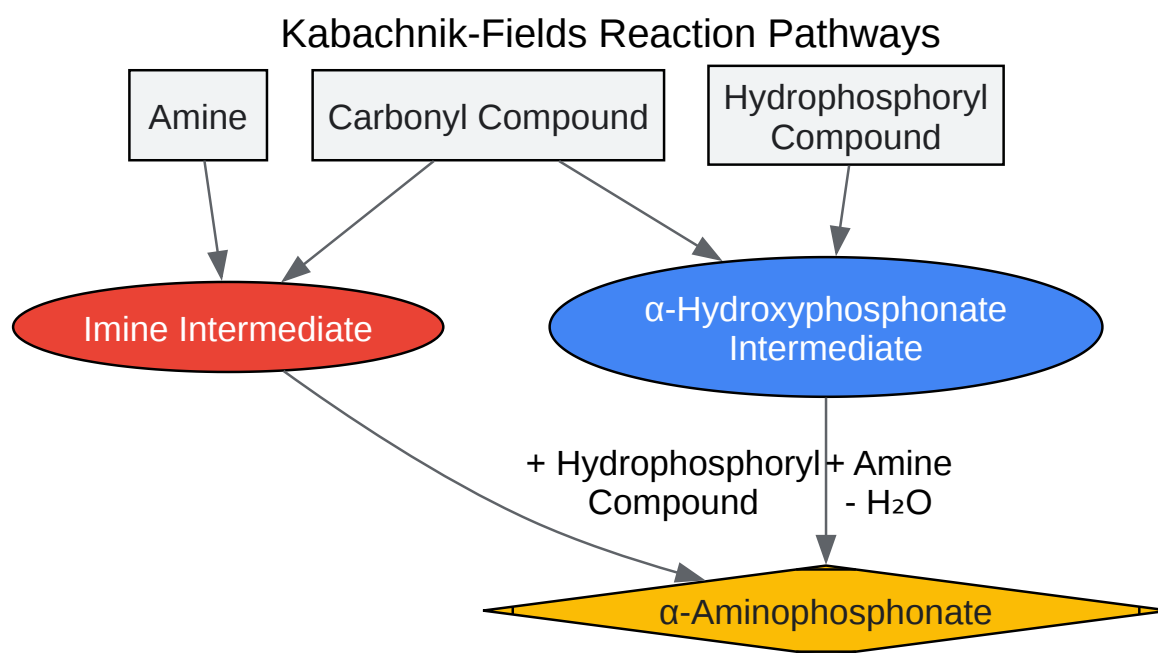 Kabachnik-Fields Reaction Pathways
Amine
Carbonyl Compound
Hydrophosphoryl
Compound
Imine Intermediate
α-Hydroxyphosphonate
Intermediate
+ Hydrophosphoryl
Compound
+ Amine
- H₂O
α-Aminophosphonate